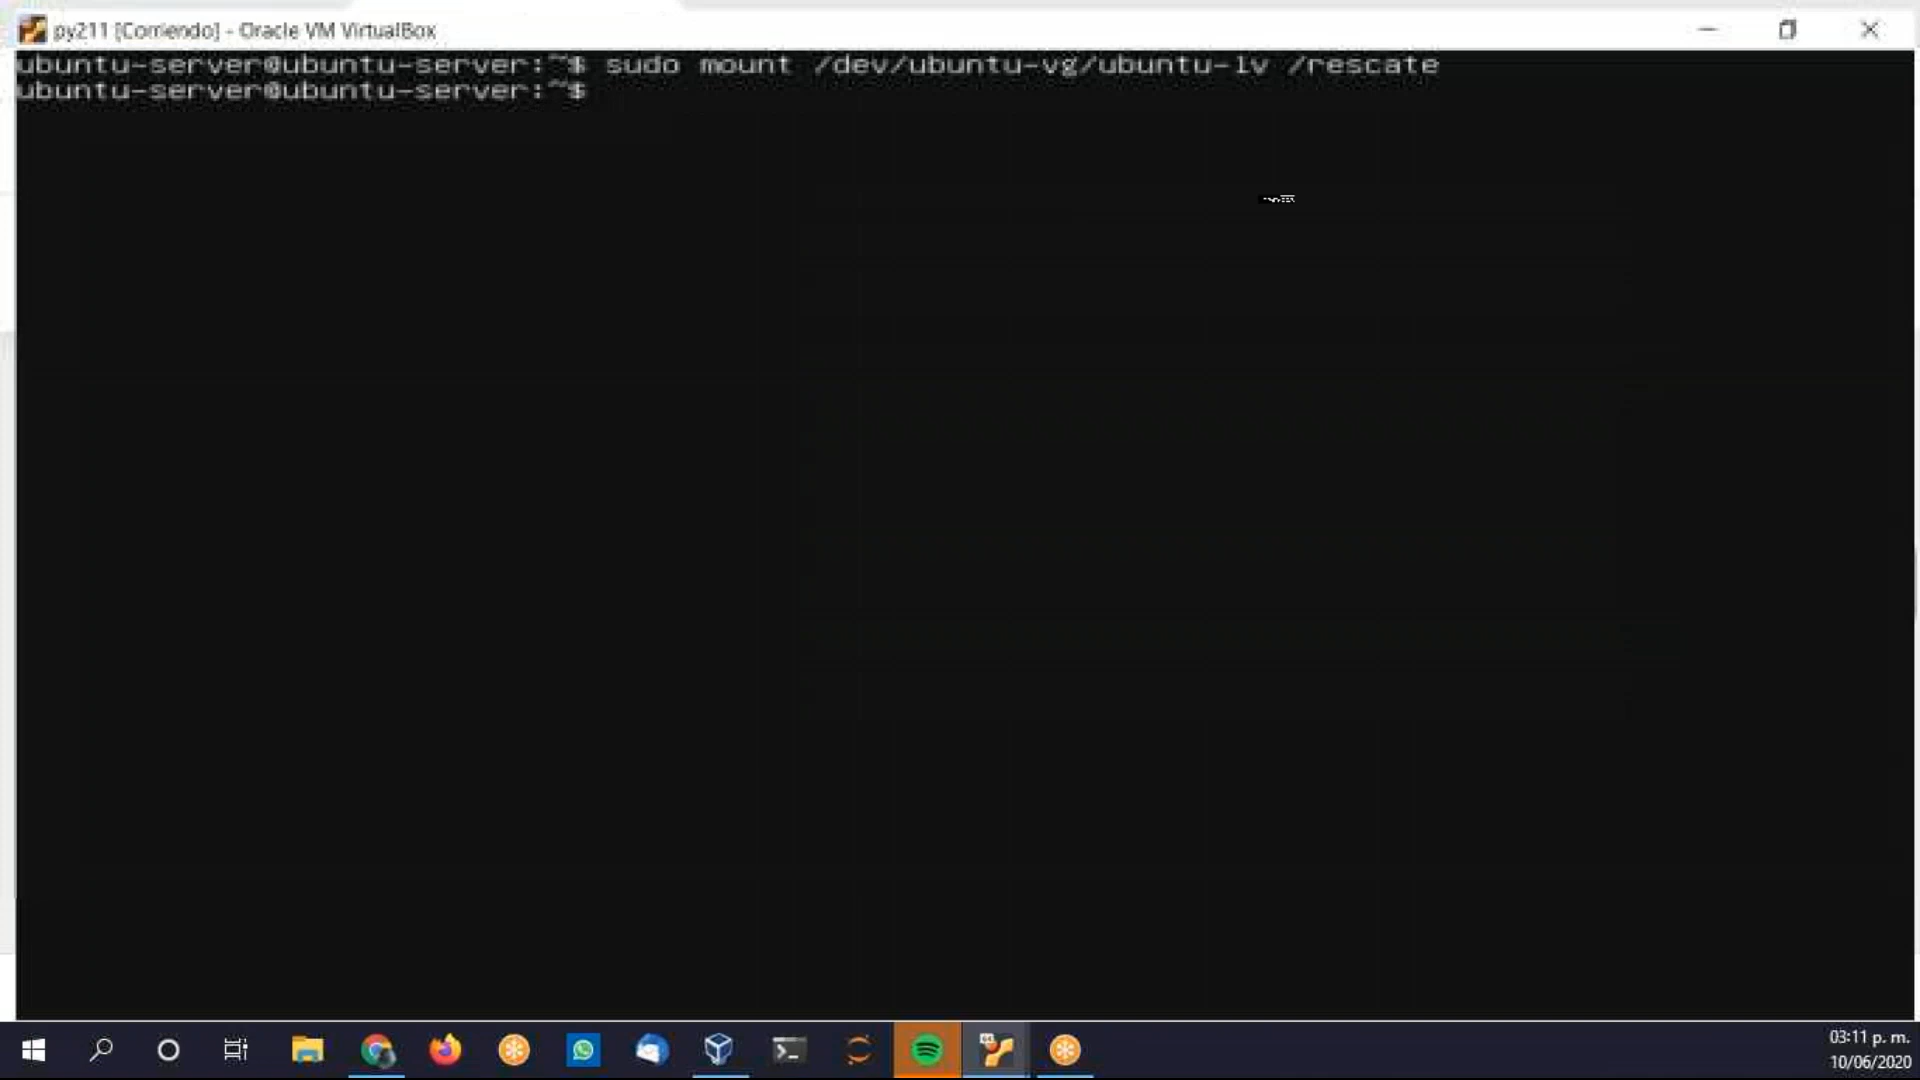 py211 [Corriendo] - Oracle VM VirtualBox
ubuntu-server@ubuntu-server:~$ sudo mount /dev/ubuntu-vg/ubuntu-lv /rescate
ubuntu-server@ubuntu-server:~$
03:11 p. m.
10/06/2020